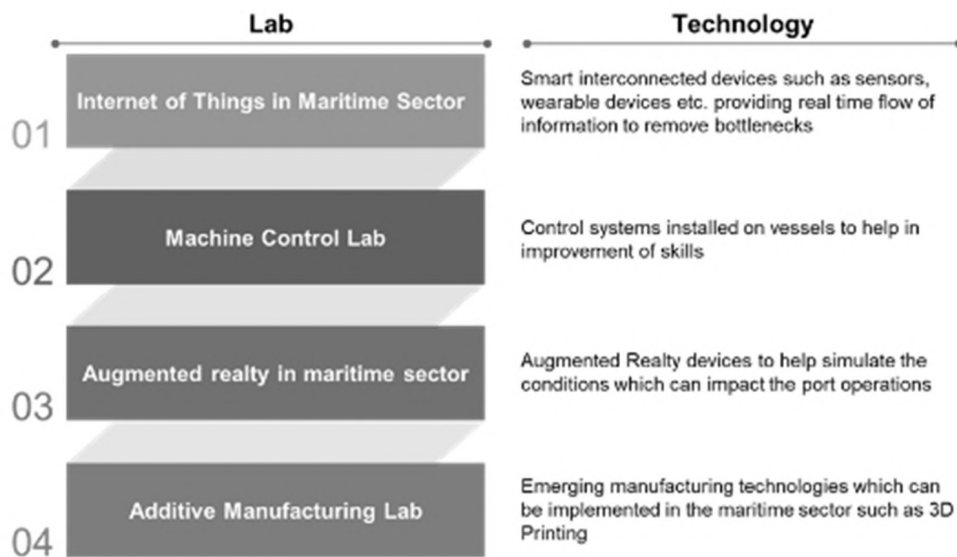 Lab
Technology
01
Internet of Things in Maritime Sector
Smart interconnected devices such as sensors,
wearable devices etc. providing real time flow of
information to remove bottlenecks
02
Machine Control Lab
Control systems installed on vessels to help in
improvement of skills
03
Augmented realty in maritime sector
Augmented Realty devices to help simulate the
conditions which can impact the port operations
04
Additive Manufacturing Lab
Emerging manufacturing technologies which can
be implemented in the maritime sector such as 3D
Printing